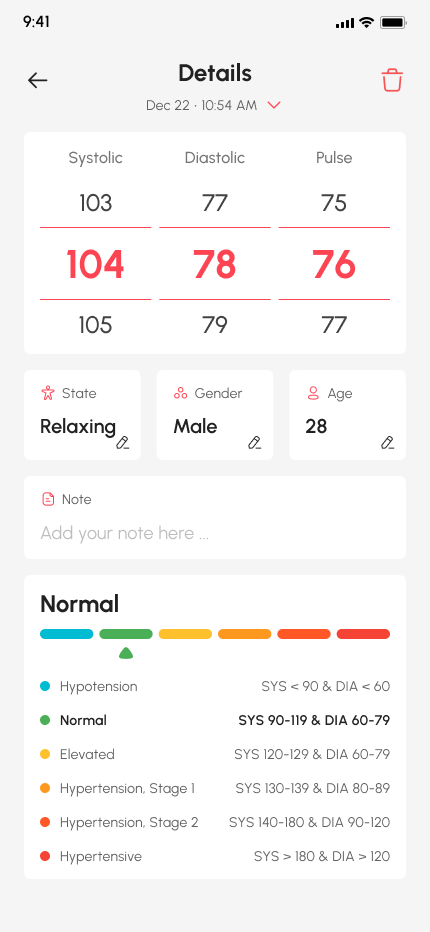 9:41
Details
Dec 22 · 10:54 AM
Systolic Diastolic Pulse
103 77 75
104 78 76
105 79 77
State Gender Age
Relaxing Male 28
Note
Add your note here ...
Normal
Hypotension SYS < 90 & DIA < 60
Normal SYS 90-119 & DIA 60-79
Elevated SYS 120-129 & DIA 60-79
Hypertension, Stage 1 SYS 130-139 & DIA 80-89
Hypertension, Stage 2 SYS 140-180 & DIA 90-120
Hypertensive SYS > 180 & DIA > 120